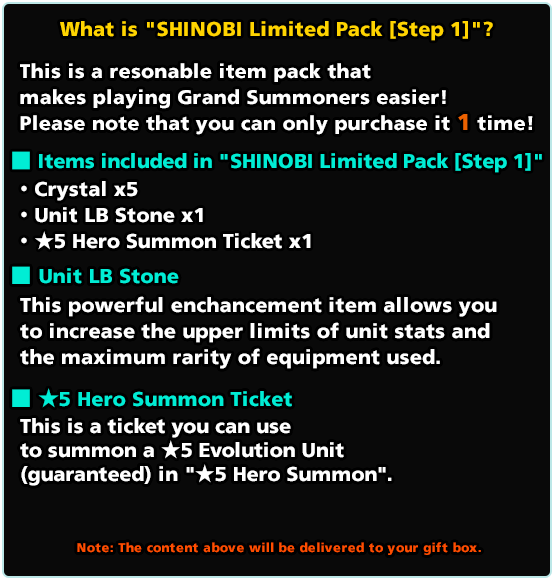 What is "SHINOBI Limited Pack [Step 1]"?
This is a resonable item pack that
makes playing Grand Summoners easier!
Please note that you can only purchase it 1 time!
■ Items included in "SHINOBI Limited Pack [Step 1]"
• Crystal x5
• Unit LB Stone x1
• ★5 Hero Summon Ticket x1
■ Unit LB Stone
This powerful enchancement item allows you
to increase the upper limits of unit stats and
the maximum rarity of equipment used.
■ ★5 Hero Summon Ticket
This is a ticket you can use
to summon a ★5 Evolution Unit
(guaranteed) in "★5 Hero Summon".
Note: The content above will be delivered to your gift box.